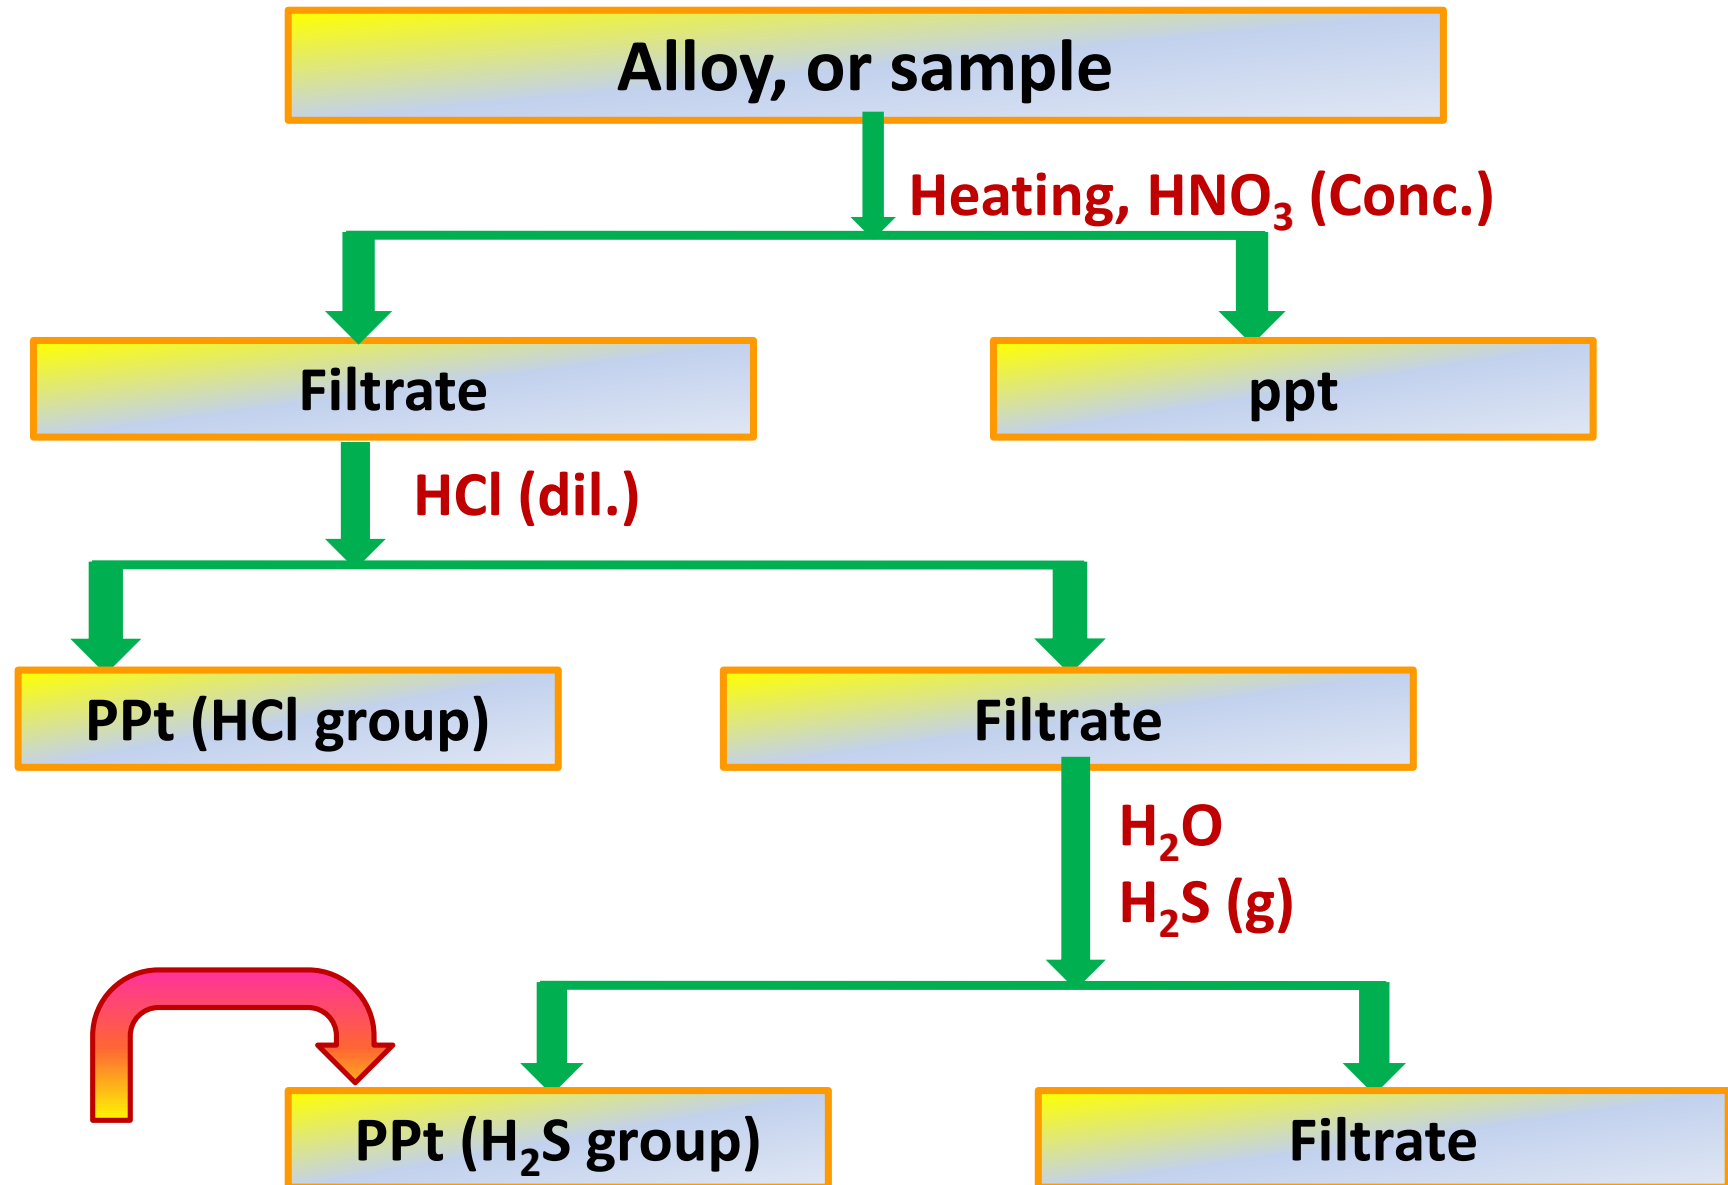 Alloy, or sample
Heating, HNO₃ (Conc.)
Filtrate
ppt
HCl (dil.)
PPt (HCl group)
Filtrate
H₂O
H₂S (g)
PPt (H₂S group)
Filtrate